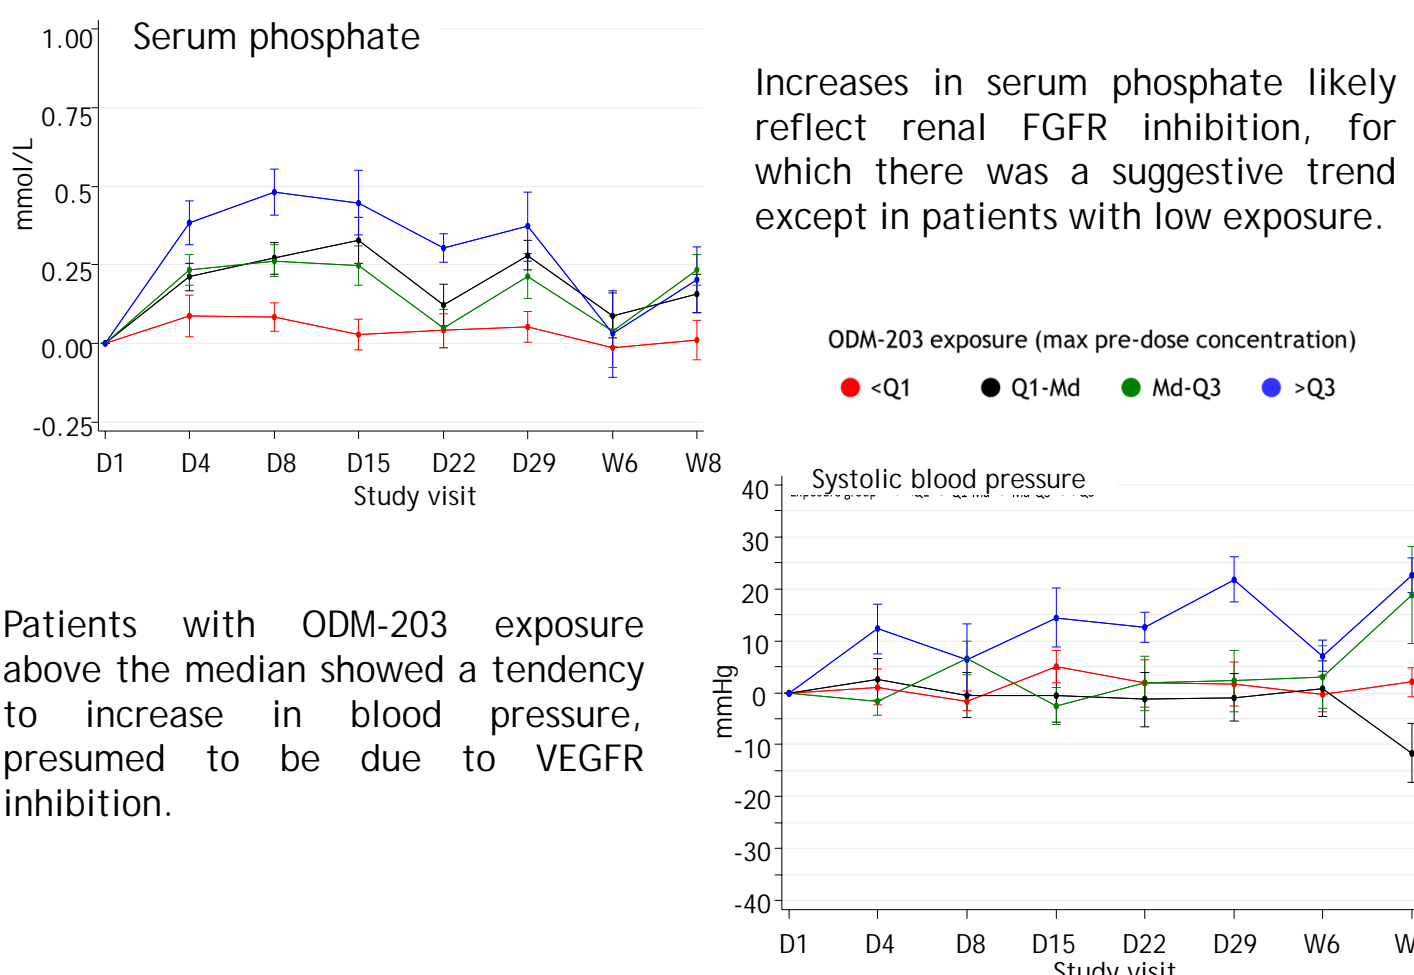 Serum phosphate
1.00
0.75
0.5
0.25
0.00
-0.25
mmol/L
D1 D4 D8 D15 D22 D29 W6 W8
Study visit
Increases in serum phosphate likely
reflect renal FGFR inhibition, for
which there was a suggestive trend
except in patients with low exposure.
ODM-203 exposure (max pre-dose concentration)
<Q1 Q1-Md Md-Q3 >Q3
Patients with ODM-203 exposure
above the median showed a tendency
to increase in blood pressure,
presumed to be due to VEGFR
inhibition.
Systolic blood pressure
40
30
20
10
0
-10
-20
-30
-40
mmHg
D1 D4 D8 D15 D22 D29 W6 W
Study visit